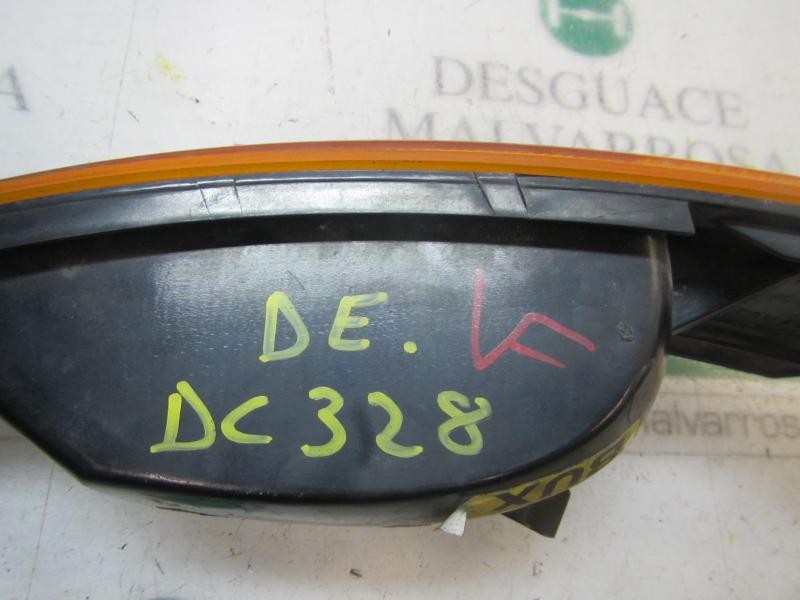 DESGUACE
MALVARROSA
DE.
DC328
malvarros